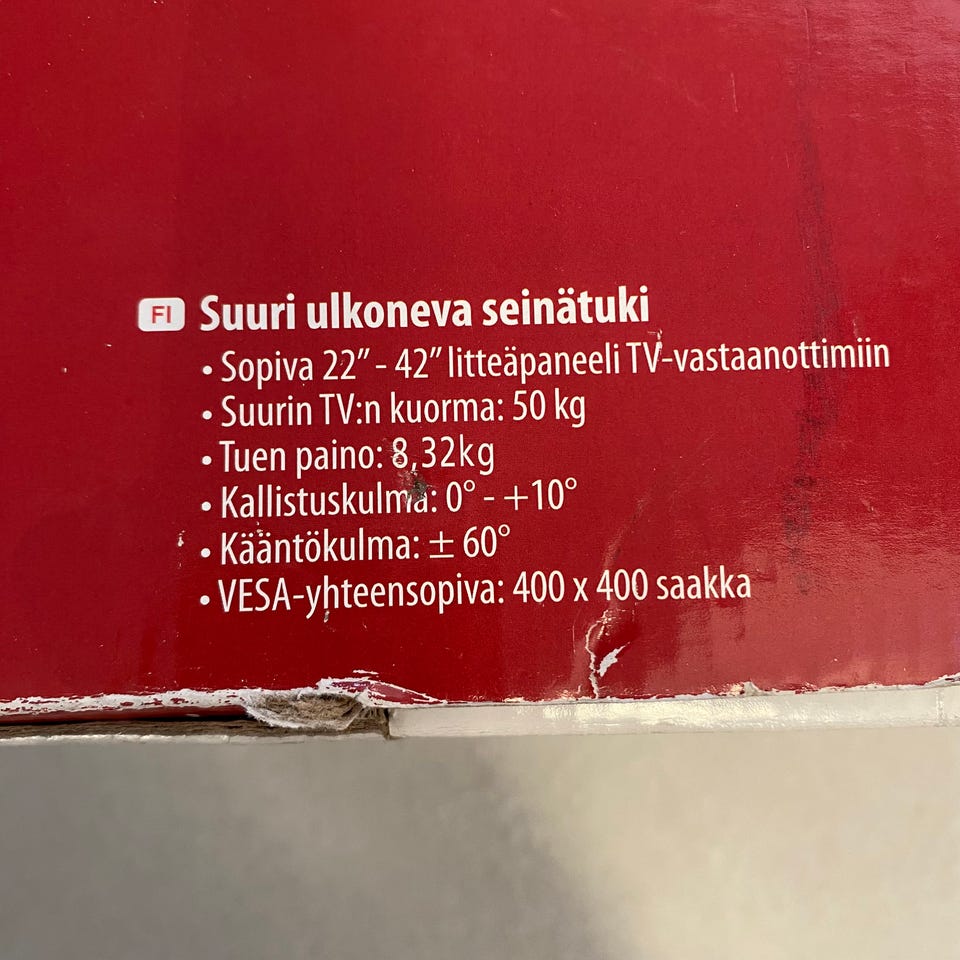 FI Suuri ulkoneva seinätuki
• Sopiva 22” - 42” litteäpaneeli TV-vastaanottimiin
• Suurin TV:n kuorma: 50 kg
• Tuen paino: 8,32kg
• Kallistuskulma: 0° - +10°
• Kääntökulma: ± 60°
• VESA-yhteensopiva: 400 x 400 saakka